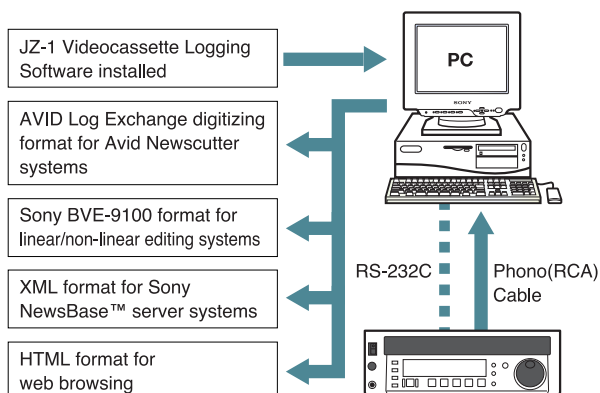 JZ-1 Videocassette Logging
Software installed
PC
SONY
AVID Log Exchange digitizing
format for Avid Newscutter
systems
Sony BVE-9100 format for
linear/non-linear editing systems
XML format for Sony
NewsBase™ server systems
HTML format for
web browsing
RS-232C
Phono(RCA)
Cable